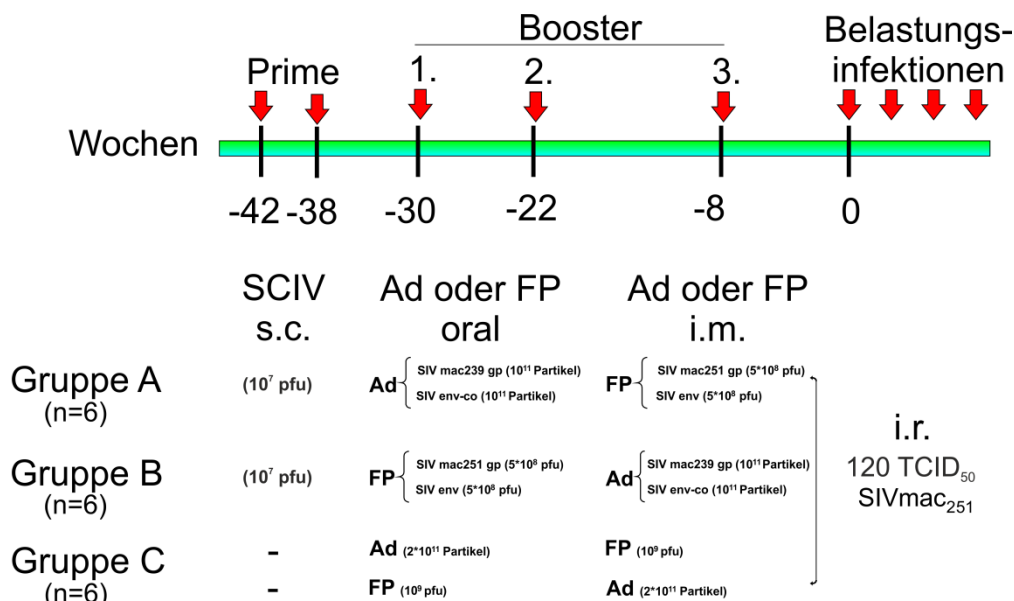 Booster
Belastungs-
infektionen
Prime
1.
2.
3.
Wochen
-42
-38
-30
-22
-8
0
SCIV
s.c.
Ad oder FP
oral
Ad oder FP
i.m.
Gruppe A
(n=6)
(10⁷ pfu)
Ad
SIV mac239 gp (10¹¹ Partikel)
SIV env-co (10¹¹ Partikel)
FP
SIV mac251 gp (5*10⁸ pfu)
SIV env (5*10⁸ pfu)
i.r.
120 TCID₅₀
SIVmac₂₅₁
Gruppe B
(n=6)
(10⁷ pfu)
FP
SIV mac251 gp (5*10⁸ pfu)
SIV env (5*10⁸ pfu)
Ad
SIV mac239 gp (10¹¹ Partikel)
SIV env-co (10¹¹ Partikel)
Gruppe C
(n=6)
- Ad (2*10¹¹ Partikel) FP (10⁹ pfu)
- FP (10⁹ pfu) Ad (2*10¹¹ Partikel)